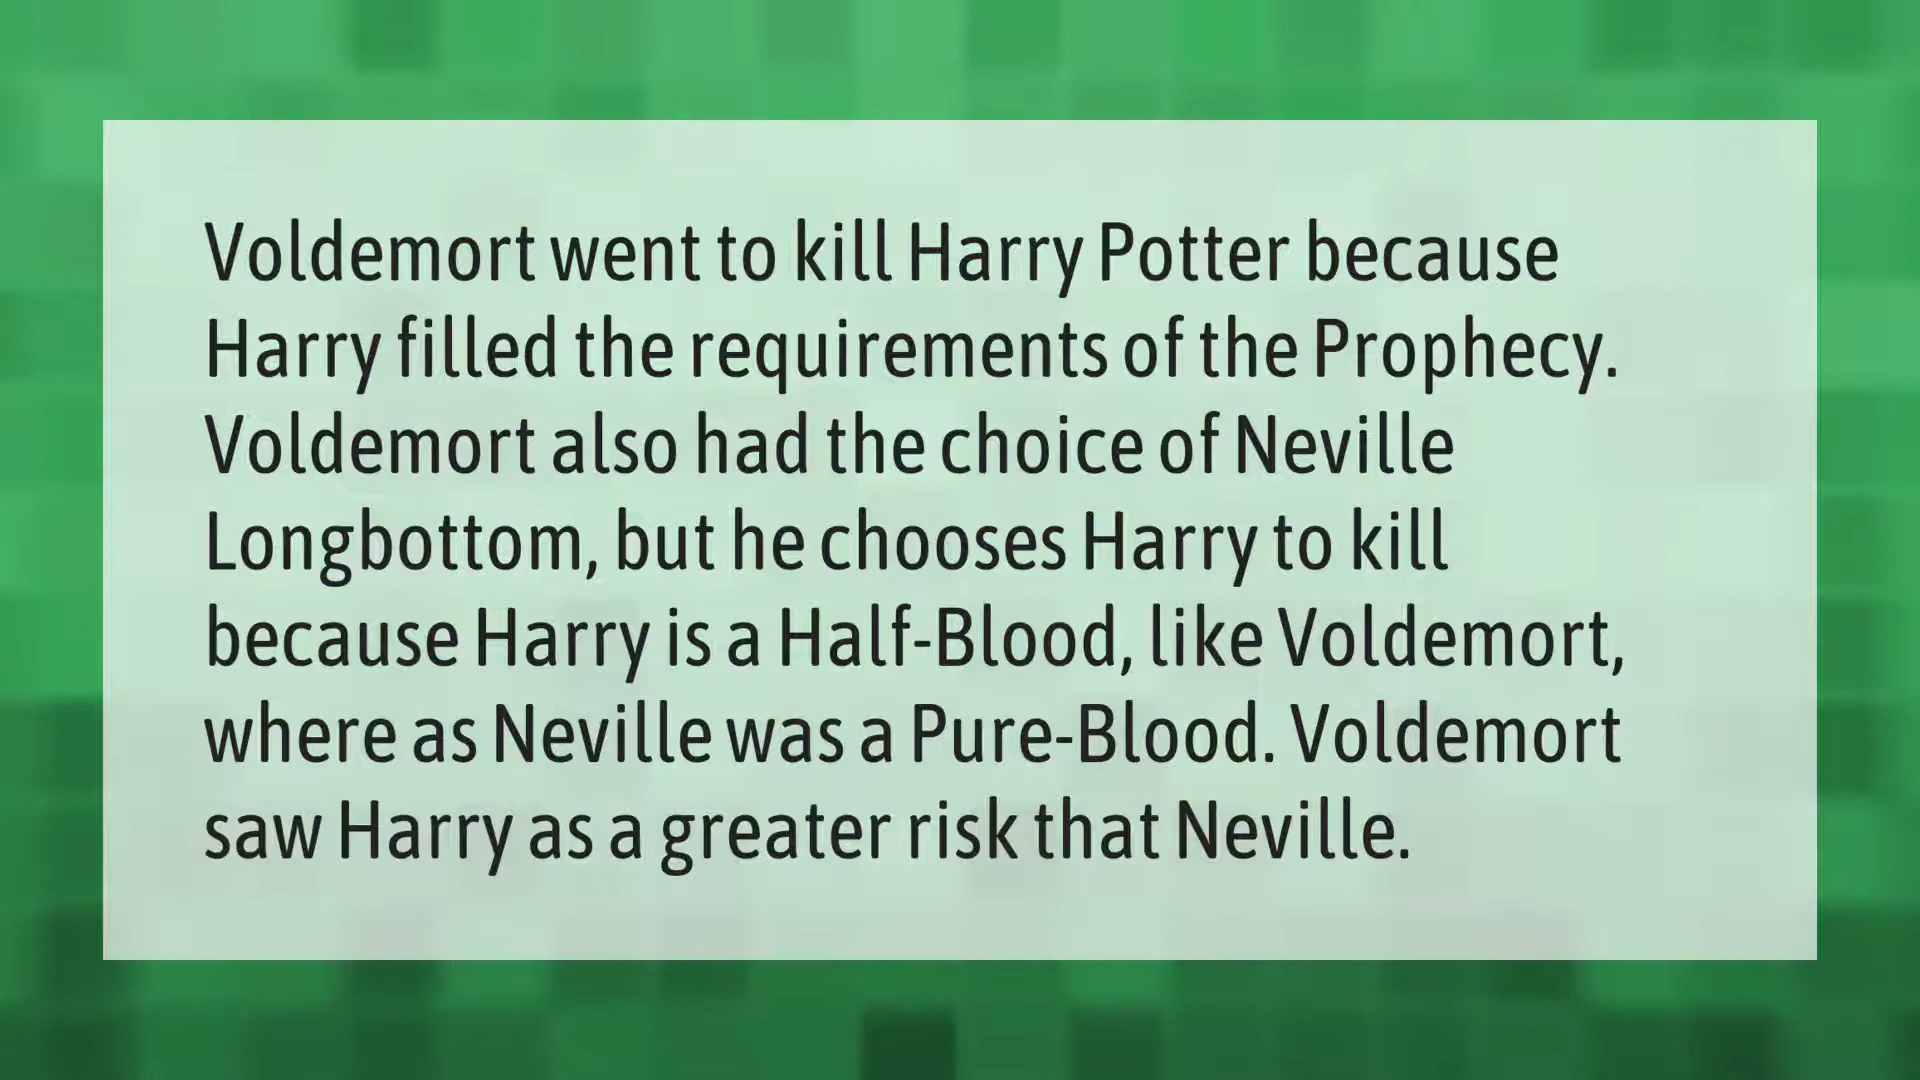 Voldemort went to kill Harry Potter because
Harry filled the requirements of the Prophecy.
Voldemort also had the choice of Neville
Longbottom, but he chooses Harry to kill
because Harry is a Half-Blood, like Voldemort,
where as Neville was a Pure-Blood. Voldemort
saw Harry as a greater risk that Neville.